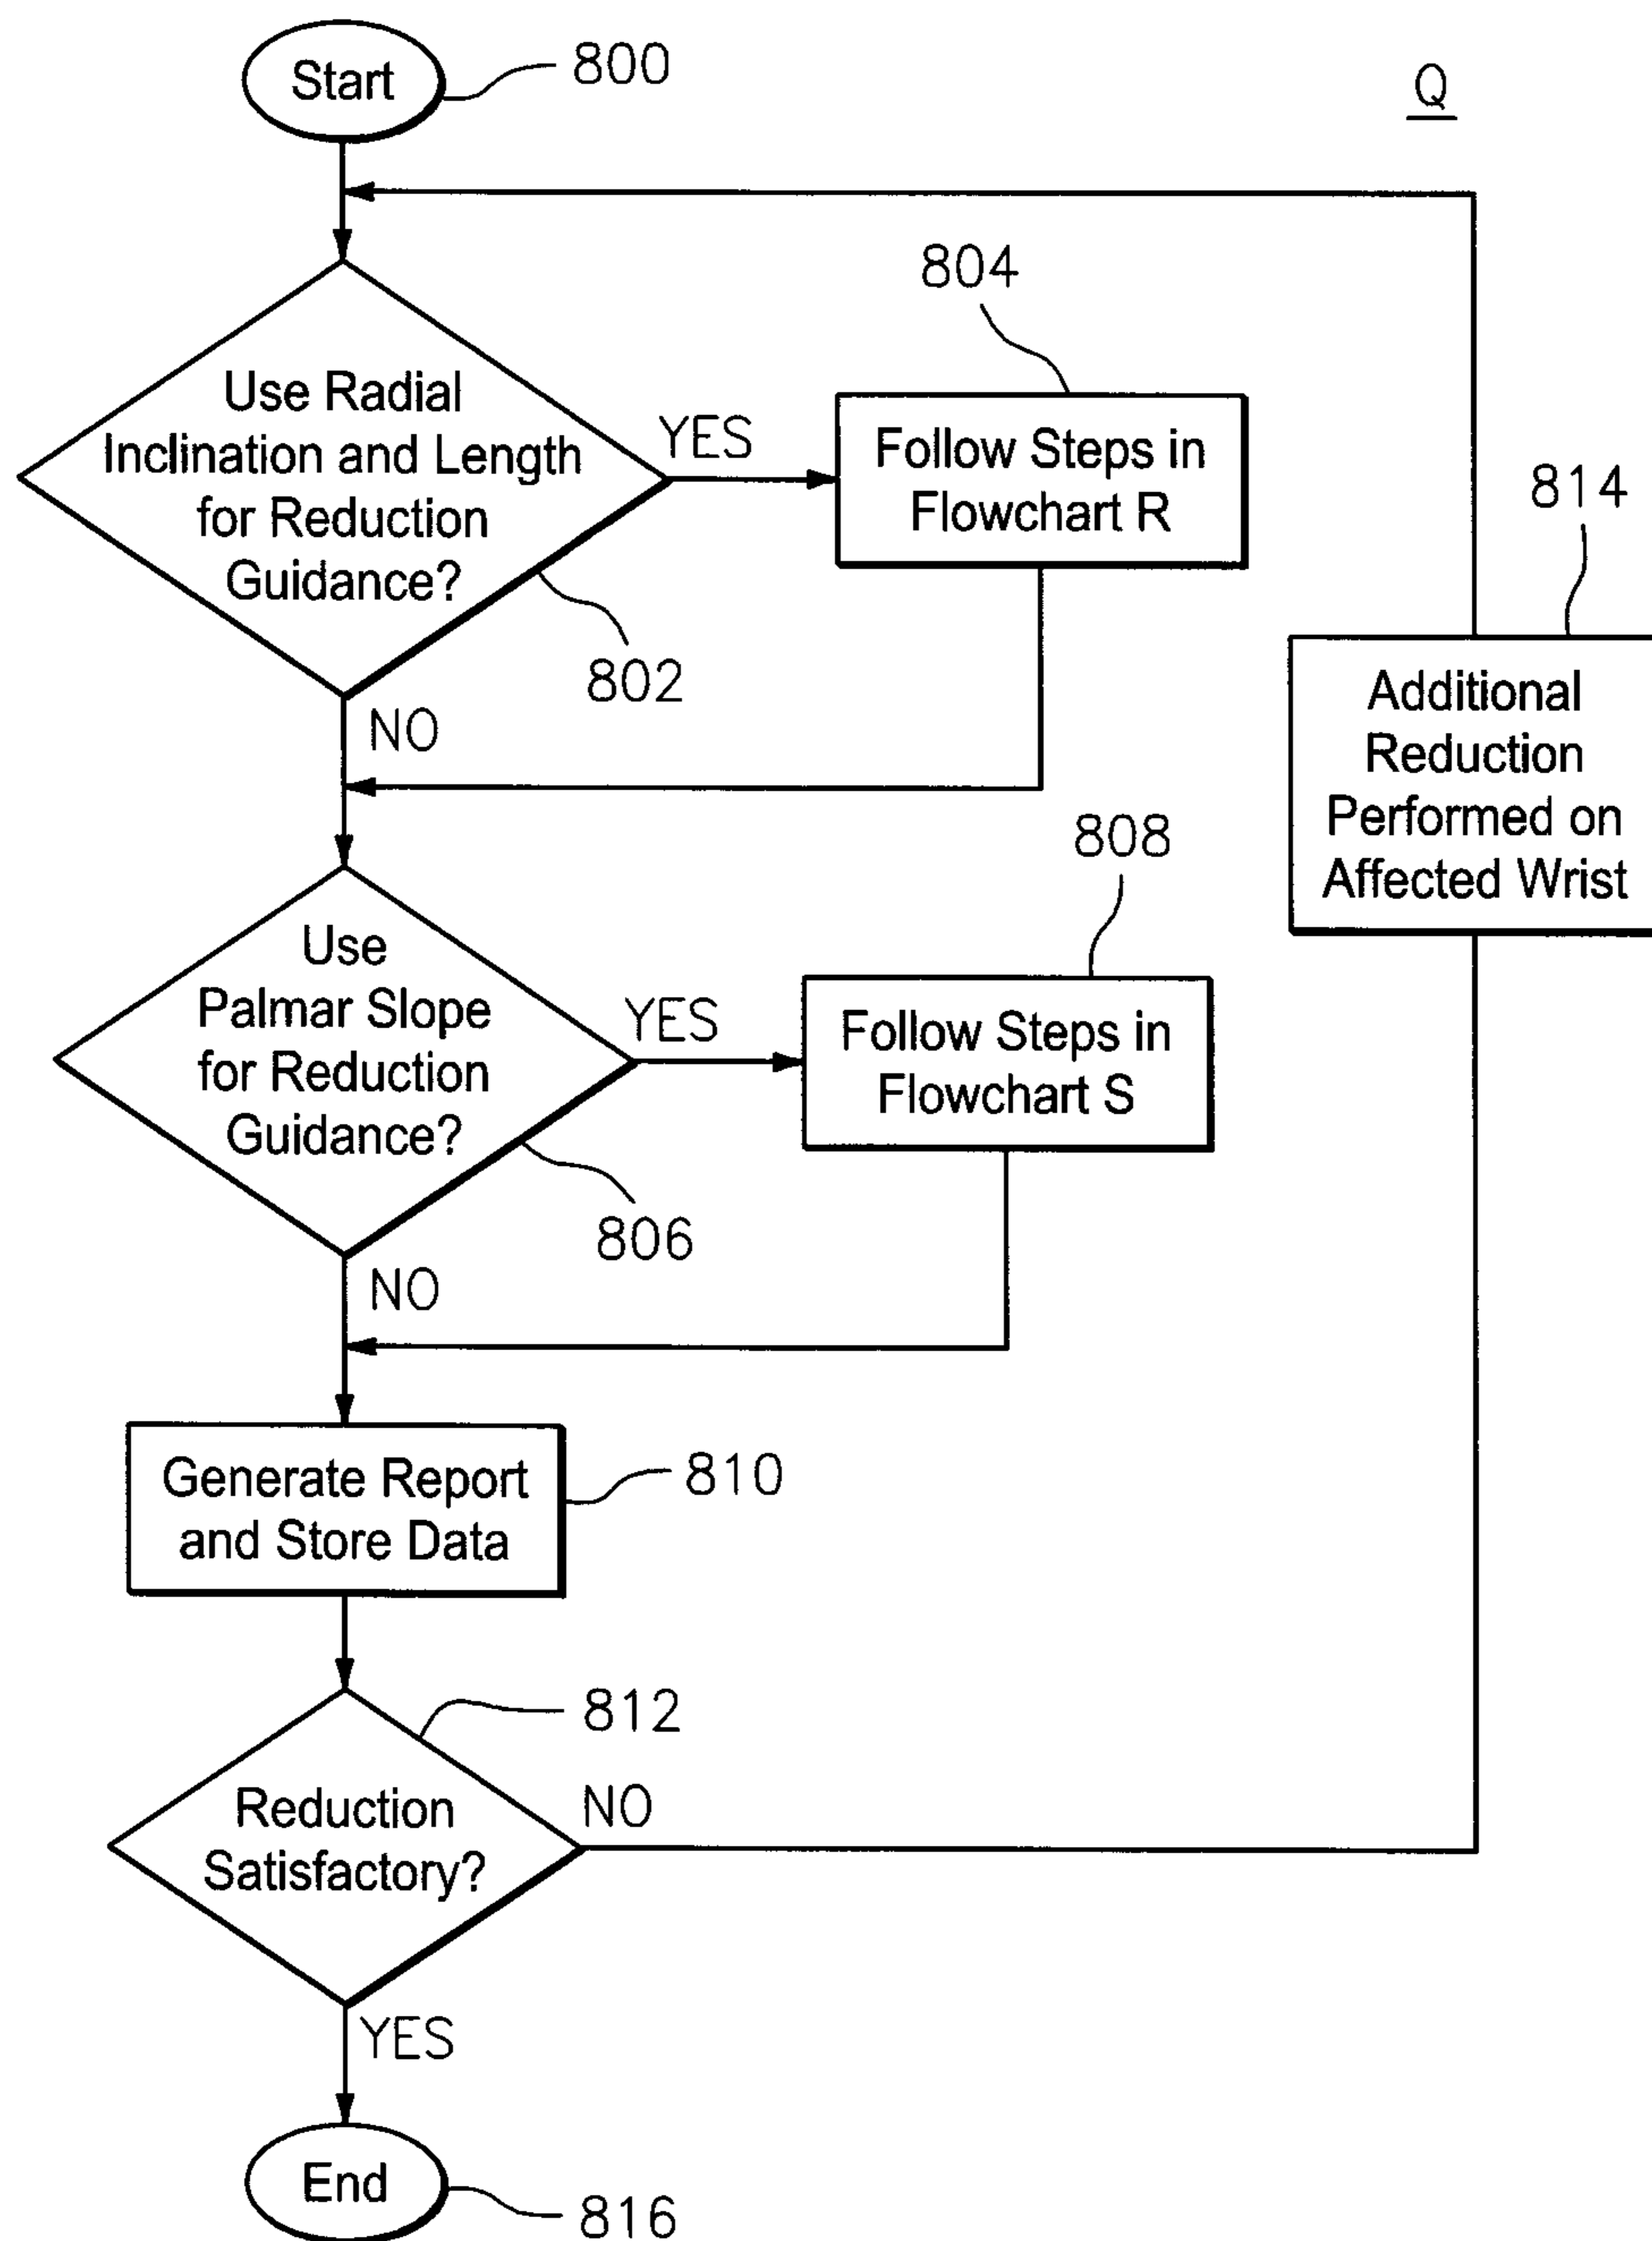 Start
800
Q
Use Radial
Inclination and Length
for Reduction
Guidance?
802
YES
804
Follow Steps in
Flowchart R
NO
814
Additional
Reduction
Performed on
Affected Wrist
Use
Palmar Slope
for Reduction
Guidance?
806
YES
808
Follow Steps in
Flowchart S
NO
Generate Report
and Store Data
810
812
Reduction
Satisfactory?
NO
YES
End
816